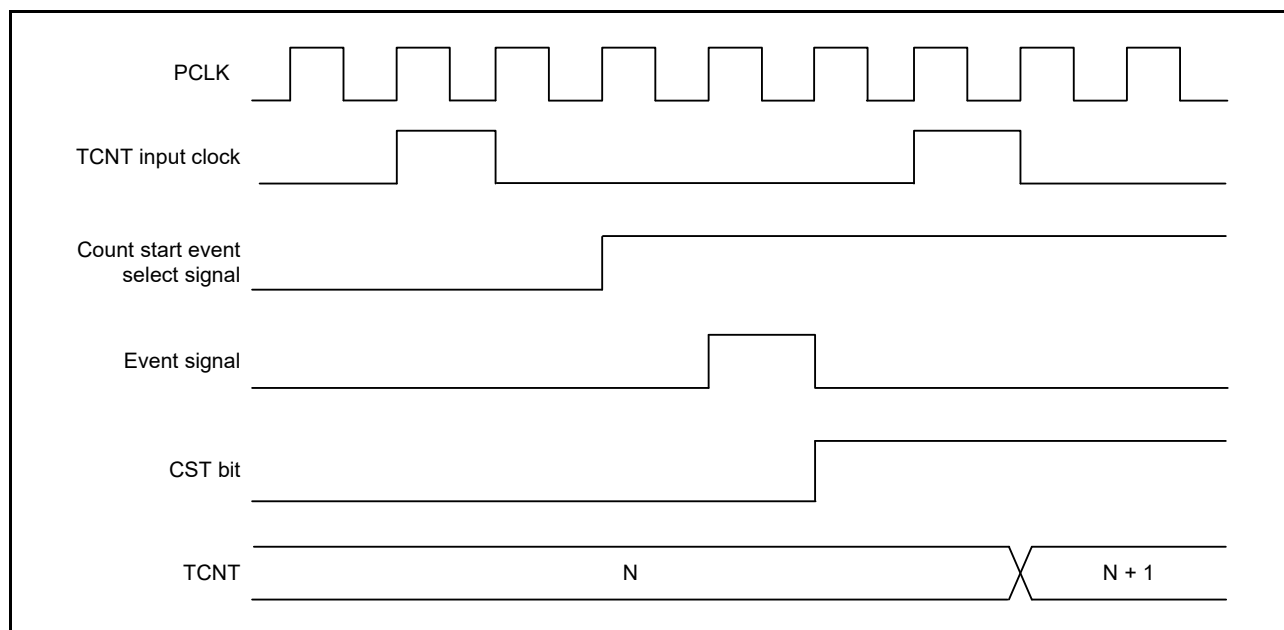 PCLK
TCNT input clock
Count start event
select signal
Event signal
CST bit
TCNT
N
N + 1